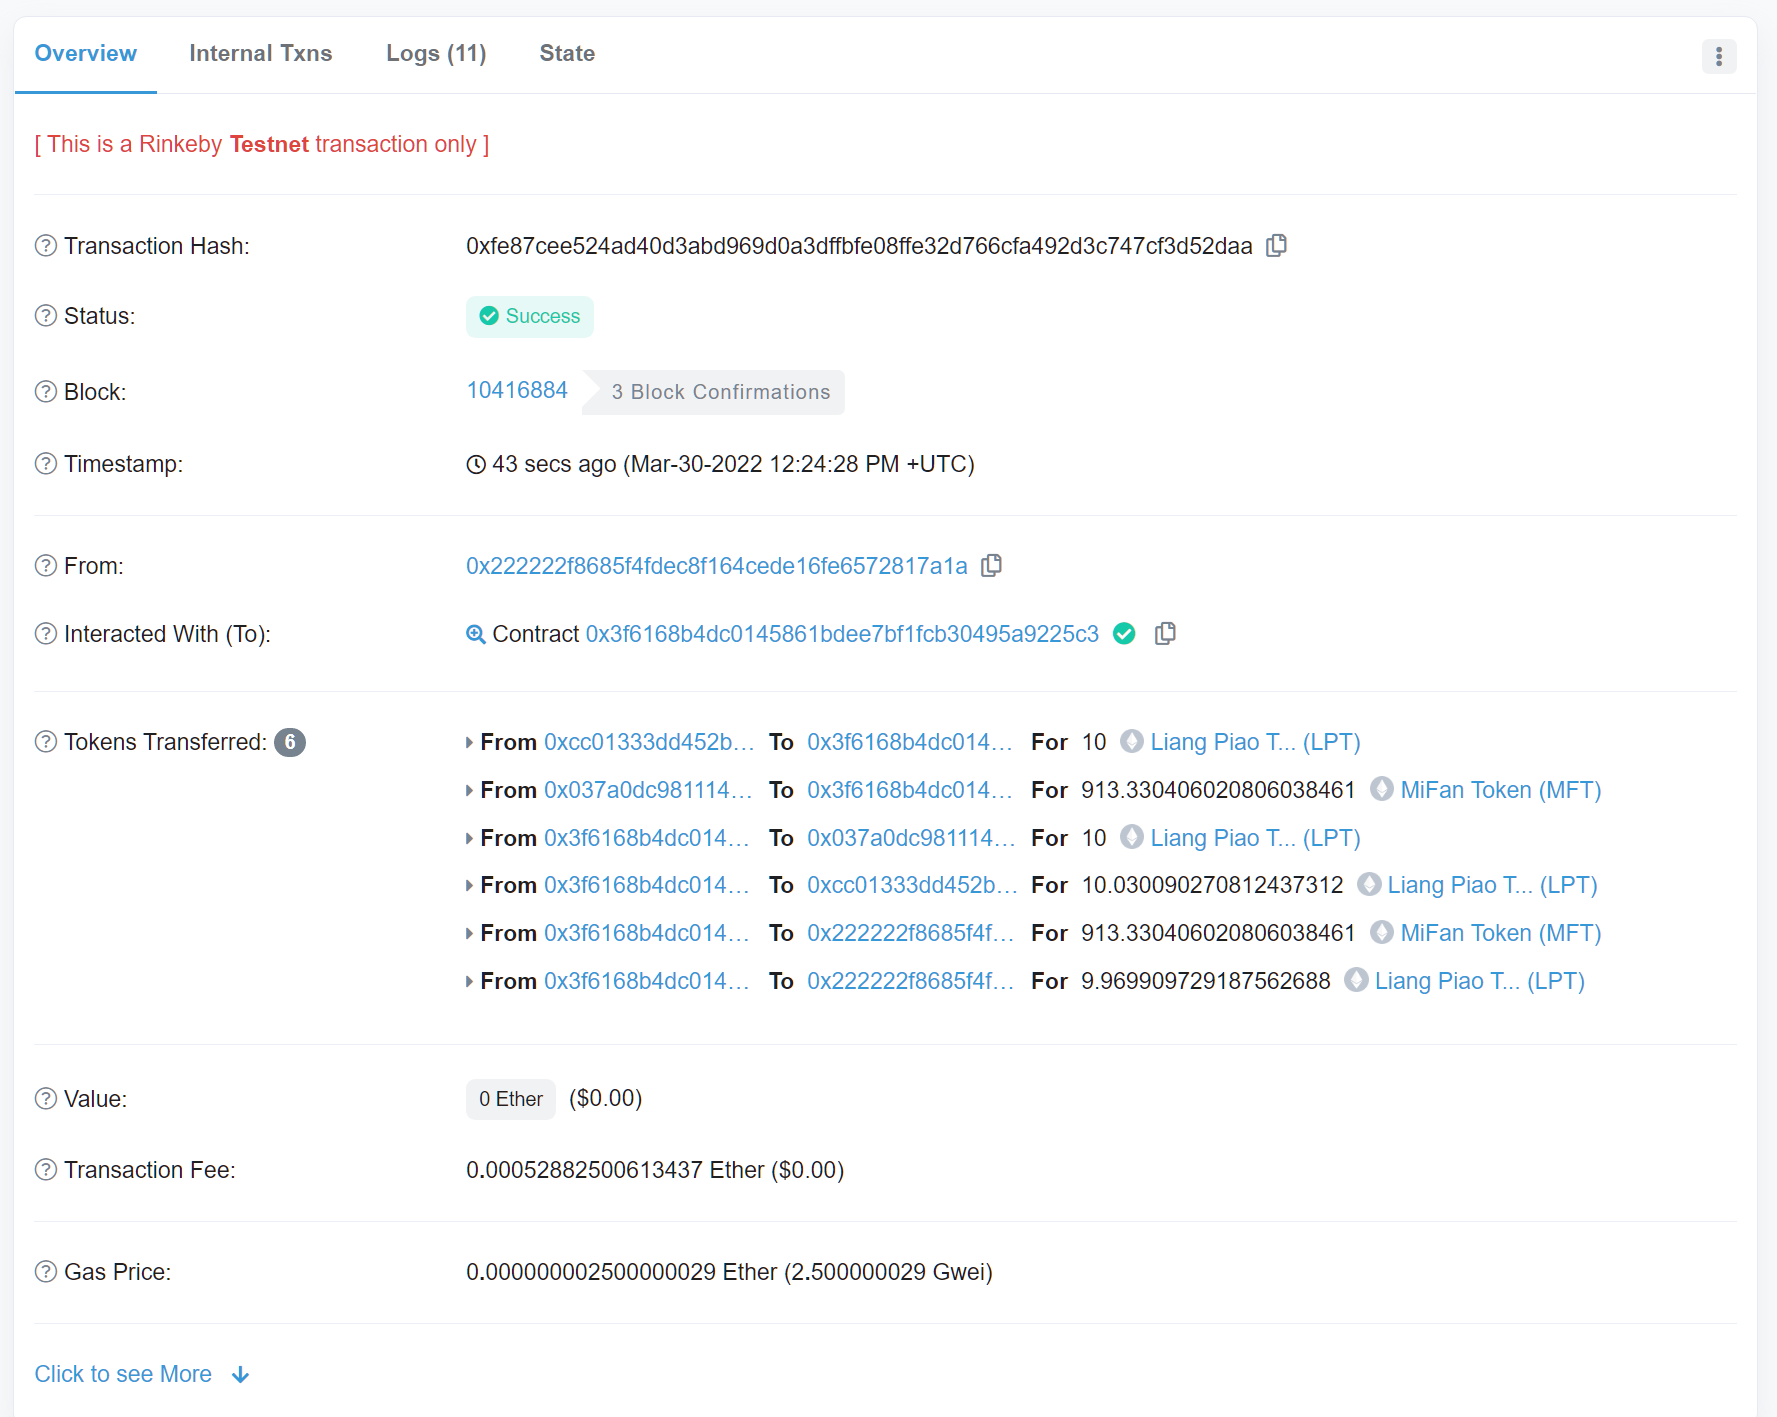 Overview Internal Txns Logs (11) State
[ This is a Rinkeby Testnet transaction only ]
Transaction Hash: 0xfe87cee524ad40d3abd969d0a3dffbfe08ffe32d766cfa492d3c747cf3d52daa
Status: Success
Block: 10416884 3 Block Confirmations
Timestamp: 43 secs ago (Mar-30-2022 12:24:28 PM +UTC)
From: 0x222222f8685f4fdec8f164cede16fe6572817a1a
Interacted With (To): Contract 0x3f6168b4dc0145861bdee7bf1fcb30495a9225c3
Tokens Transferred: 6 From 0xcc01333dd452b... To 0x3f6168b4dc014... For 10 Liang Piao T... (LPT)
From 0x037a0dc981114... To 0x3f6168b4dc014... For 913.330406020806038461 MiFan Token (MFT)
From 0x3f6168b4dc014... To 0x037a0dc981114... For 10 Liang Piao T... (LPT)
From 0x3f6168b4dc014... To 0xcc01333dd452b... For 10.030090270812437312 Liang Piao T... (LPT)
From 0x3f6168b4dc014... To 0x222222f8685f4f... For 913.330406020806038461 MiFan Token (MFT)
From 0x3f6168b4dc014... To 0x222222f8685f4f... For 9.969909729187562688 Liang Piao T... (LPT)
Value: 0 Ether ($0.00)
Transaction Fee: 0.00052882500613437 Ether ($0.00)
Gas Price: 0.000000002500000029 Ether (2.500000029 Gwei)
Click to see More